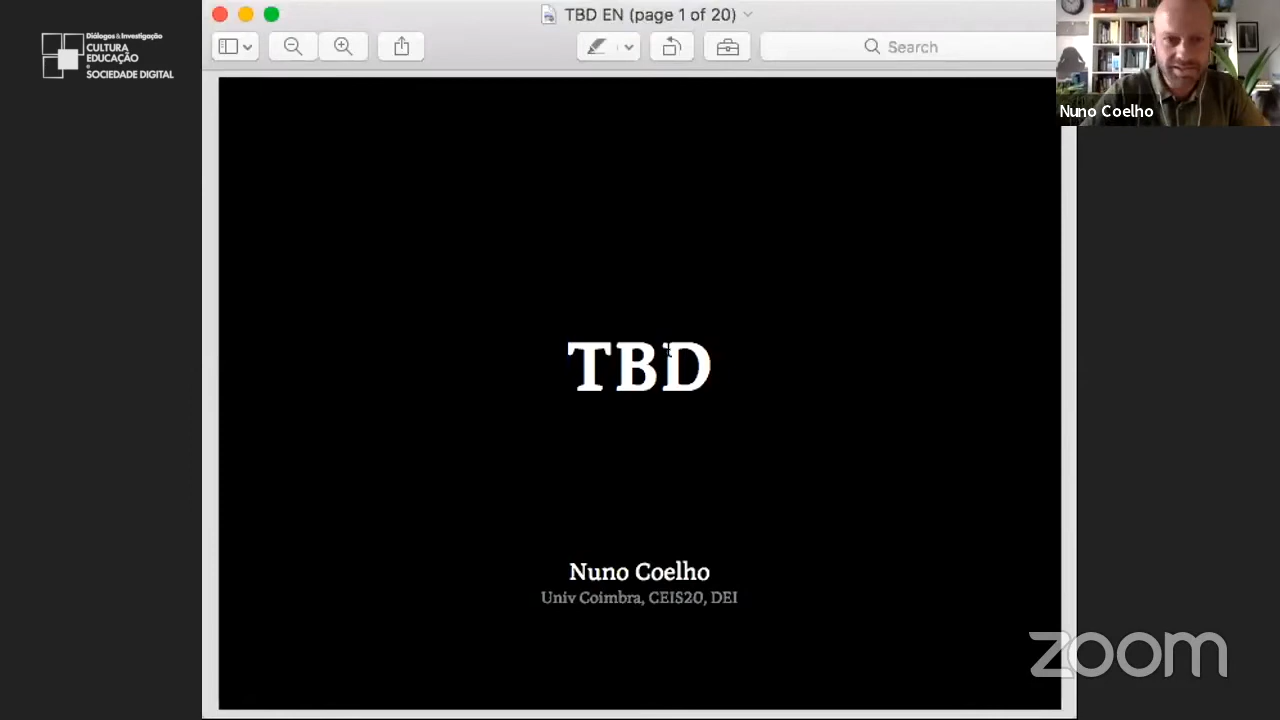 Diálogos & Investigação
CULTURA
EDUCAÇÃO
e
SOCIEDADE DIGITAL
TBD EN (page 1 of 20)
Search
Nuno Coelho
TBD
Nuno Coelho
Univ Coimbra, CEIS20, DEI
zoom